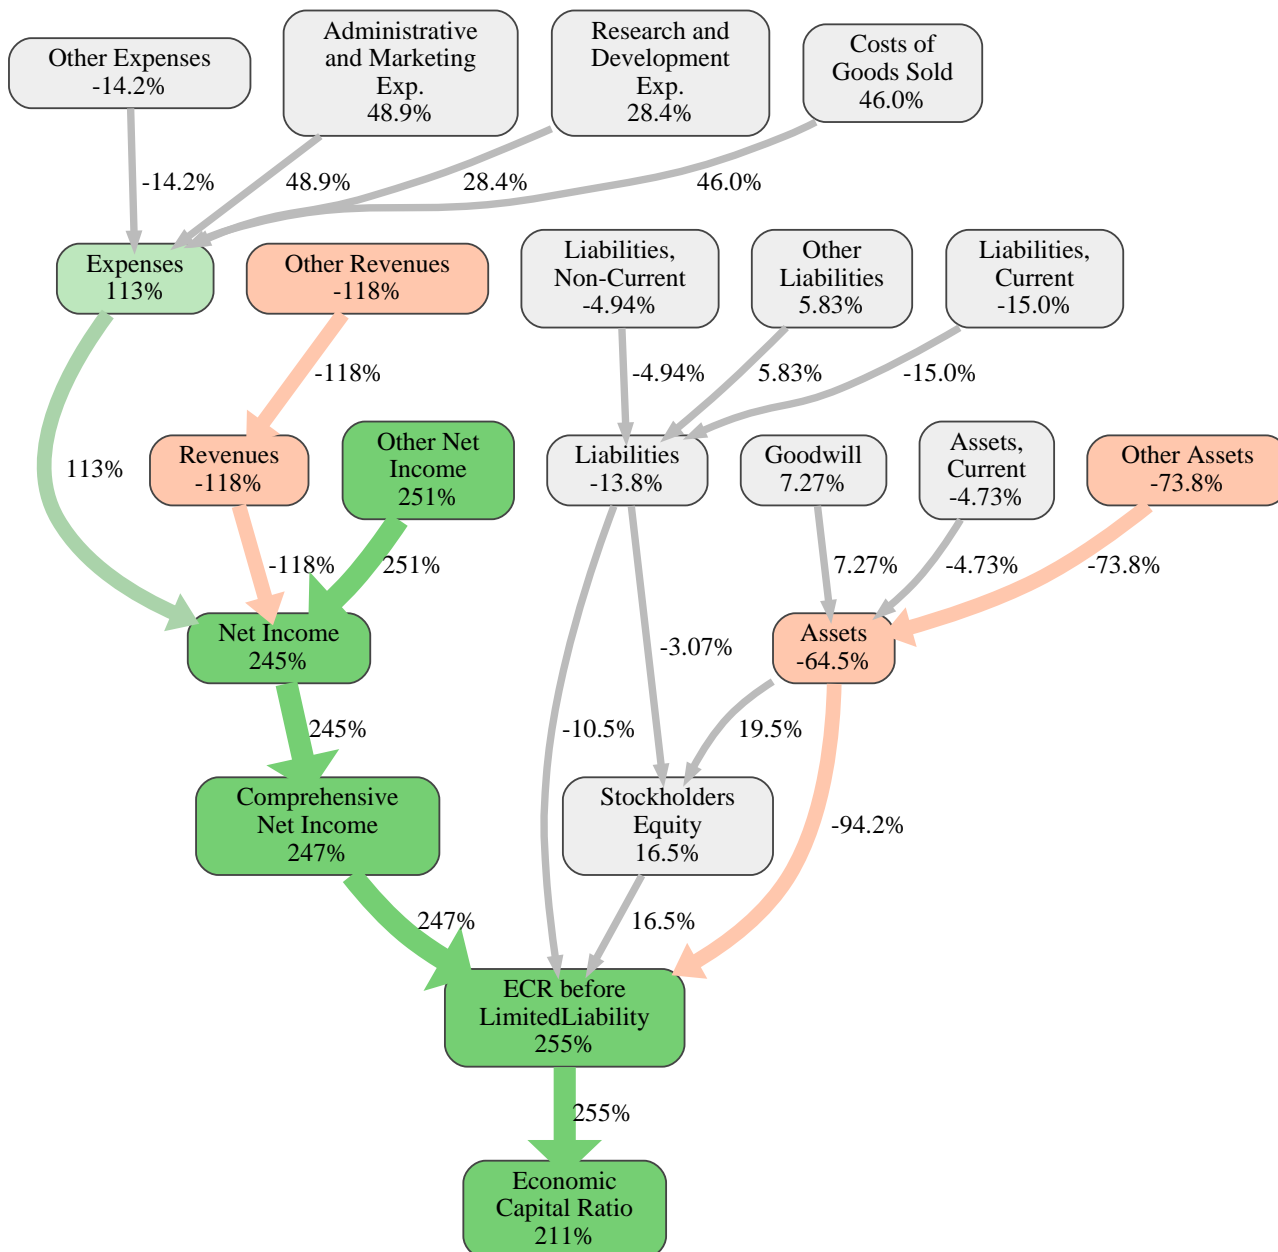 Other Expenses
-14.2%
Administrative
and Marketing
Exp.
48.9%
Research and
Development
Exp.
28.4%
Costs of
Goods Sold
46.0%
-14.2%
48.9%
28.4%
46.0%
Expenses
113%
Other Revenues
-118%
Liabilities,
Non-Current
-4.94%
Other
Liabilities
5.83%
Liabilities,
Current
-15.0%
-118%
-4.94%
5.83%
-15.0%
113%
Revenues
-118%
Other Net
Income
251%
Liabilities
-13.8%
Goodwill
7.27%
Assets,
Current
-4.73%
Other Assets
-73.8%
-118%
251%
7.27%
-4.73%
-73.8%
Net Income
245%
-3.07%
Assets
-64.5%
245%
-10.5%
19.5%
Comprehensive
Net Income
247%
Stockholders
Equity
16.5%
-94.2%
247%
16.5%
ECR before
LimitedLiability
255%
255%
Economic
Capital Ratio
211%